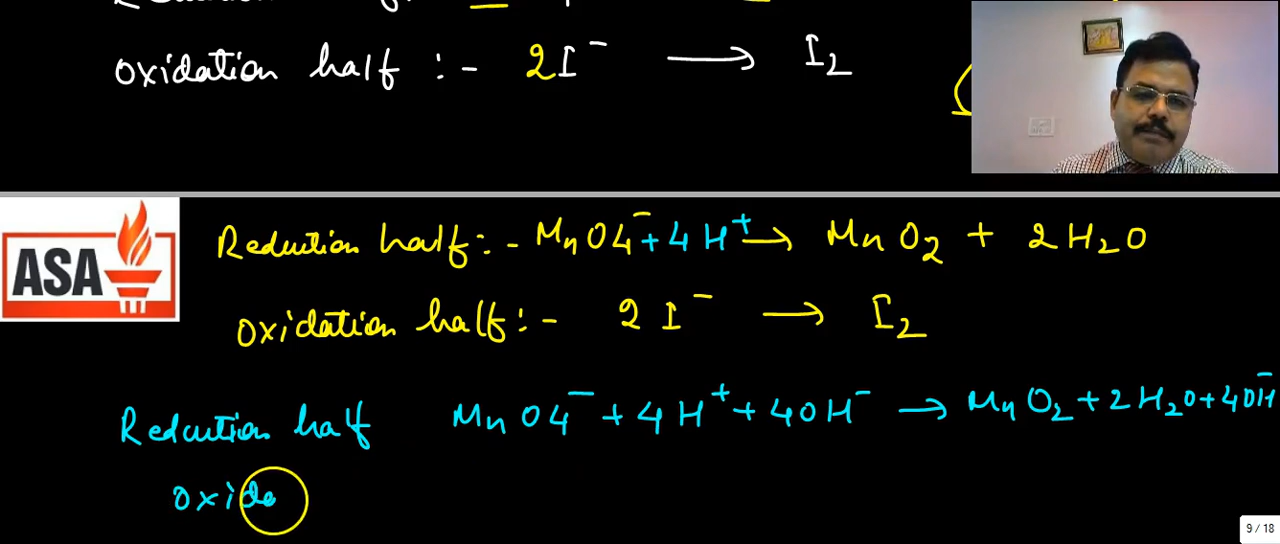 oxidation half :- 2I⁻ ⟶ I₂
ASA
Reduction half:- MnO4⁻ + 4H⁺ → MnO₂ + 2H₂O
oxidation half:- 2I⁻ ⟶ I₂
Reduction half MnO4⁻ + 4H⁺ + 4OH⁻ → MnO₂ + 2H₂O + 4OH⁻
oxida
9 / 18